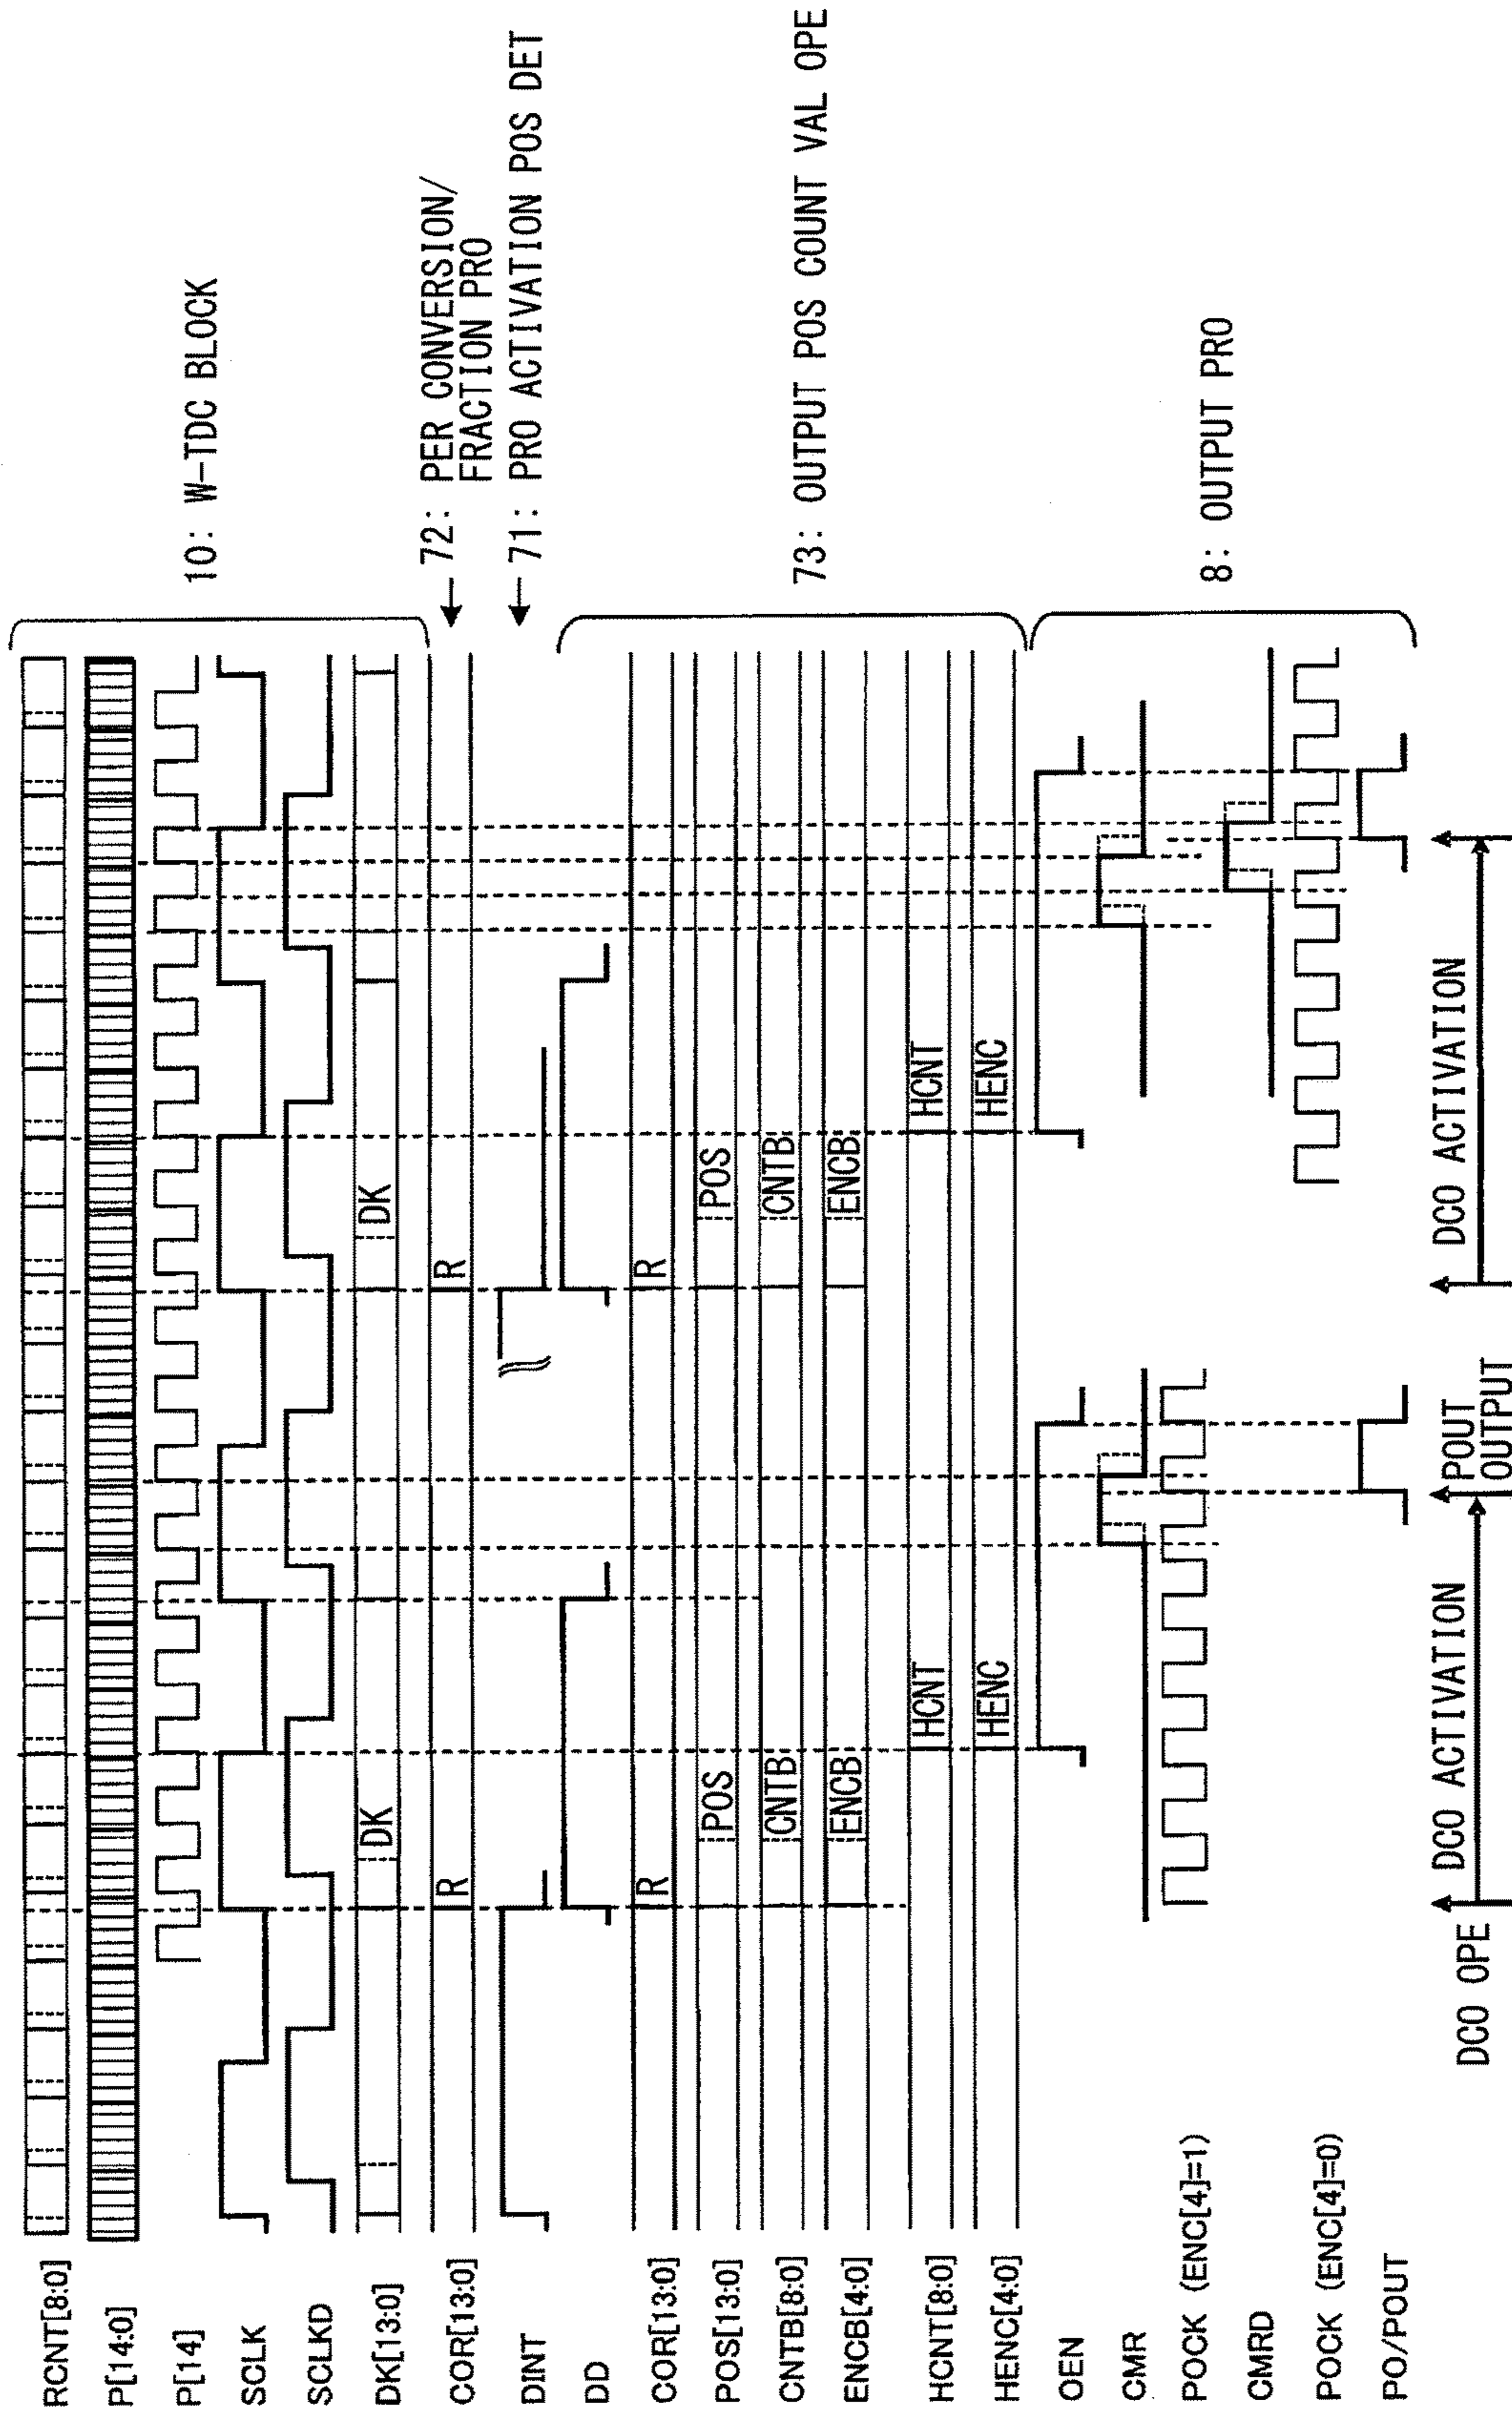 RCNT[8:0]
P[14:0]
P[14]
SCLK
SCLKD
DK[13:0]
DK
DK
COR[13:0]
R
R
DINT
DD
COR[13:0]
R
R
POS[13:0]
POS
POS
CNTB[8:0]
CNTB
CNTB
ENCB[4:0]
ENCB
ENCB
HCNT[8:0]
HCNT
HCNT
HENC[4:0]
HENC
HENC
OEN
CMR
POCK (ENC[4]=1)
CMRD
POCK (ENC[4]=0)
PO/POUT
10: W-TDC BLOCK
72: PER CONVERSION/
FRACTION PRO
71: PRO ACTIVATION POS DET
73: OUTPUT POS COUNT VAL OPE
8: OUTPUT PRO
DCO OPE
DCO ACTIVATION
POUT
OUTPUT
DCO ACTIVATION